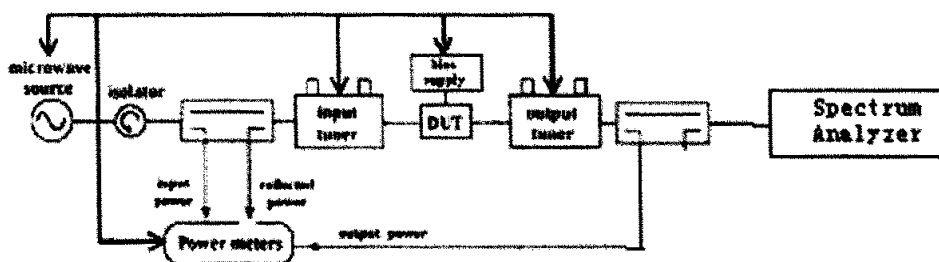 microwave
source
isolator
input
tuner
bias
supply
DUT
output
tuner
Spectrum
Analyzer
input
power
reflected
power
Power meters
output power